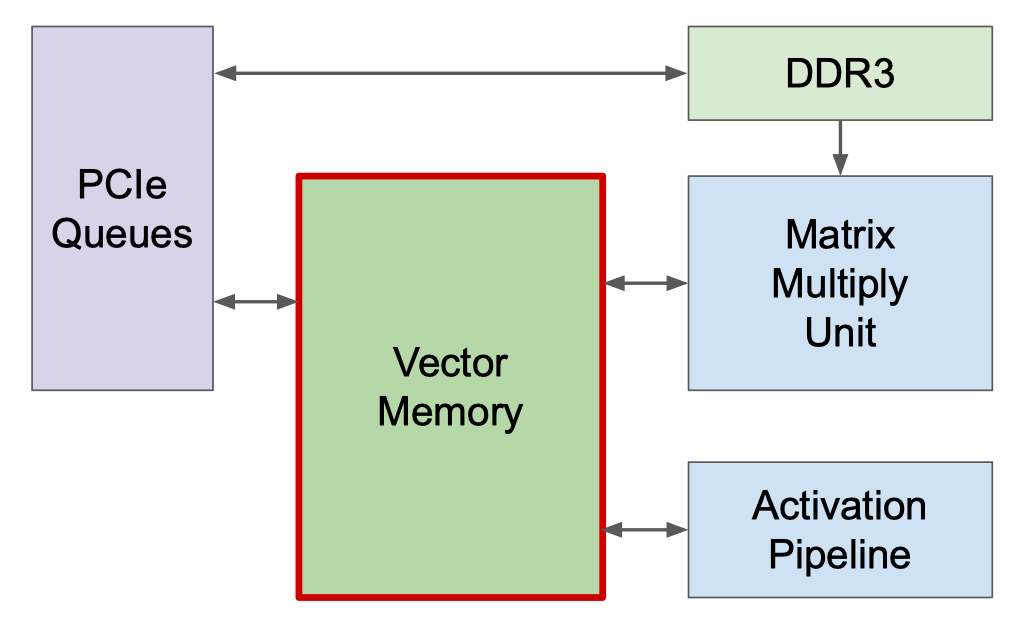 PCIe
Queues
DDR3
Vector
Memory
Matrix
Multiply
Unit
Activation
Pipeline